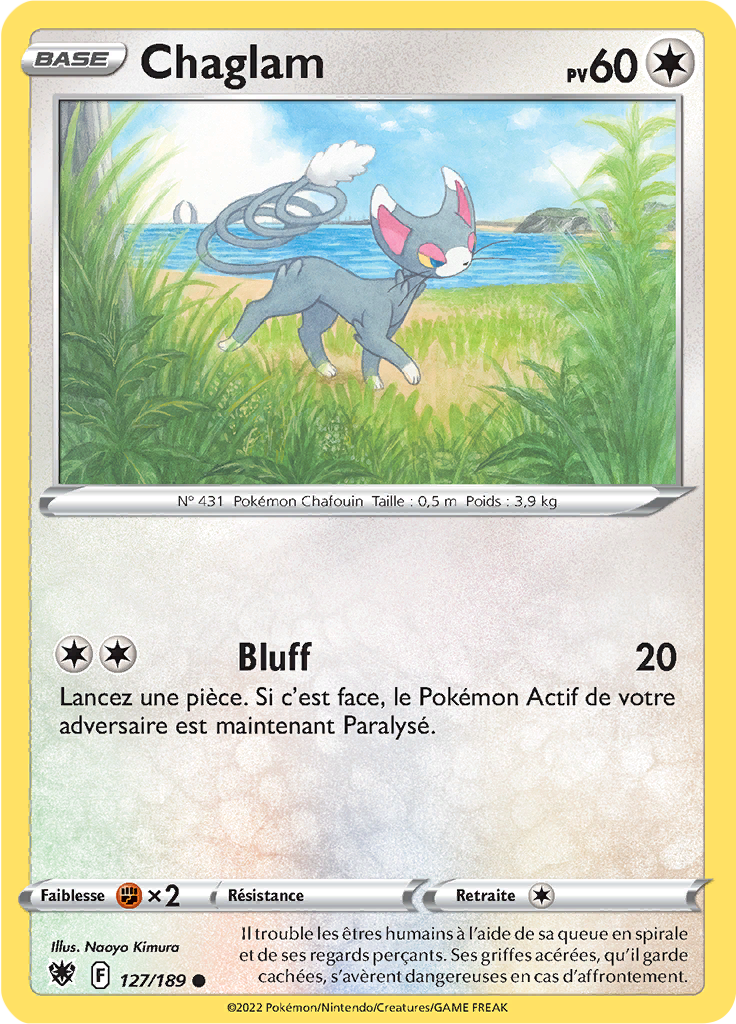 BASE
Chaglam
PV 60
N° 431 Pokémon Chafouin Taille : 0,5 m Poids : 3,9 kg
Bluff 20
Lancez une pièce. Si c'est face, le Pokémon Actif de votre
adversaire est maintenant Paralysé.
Faiblesse ×2 Résistance Retraite
Illus. Naoyo Kimura
F 127/189
Il trouble les êtres humains à l'aide de sa queue en spirale
et de ses regards perçants. Ses griffes acérées, qu'il garde
cachées, s'avèrent dangereuses en cas d'affrontement.
©2022 Pokémon/Nintendo/Creatures/GAME FREAK